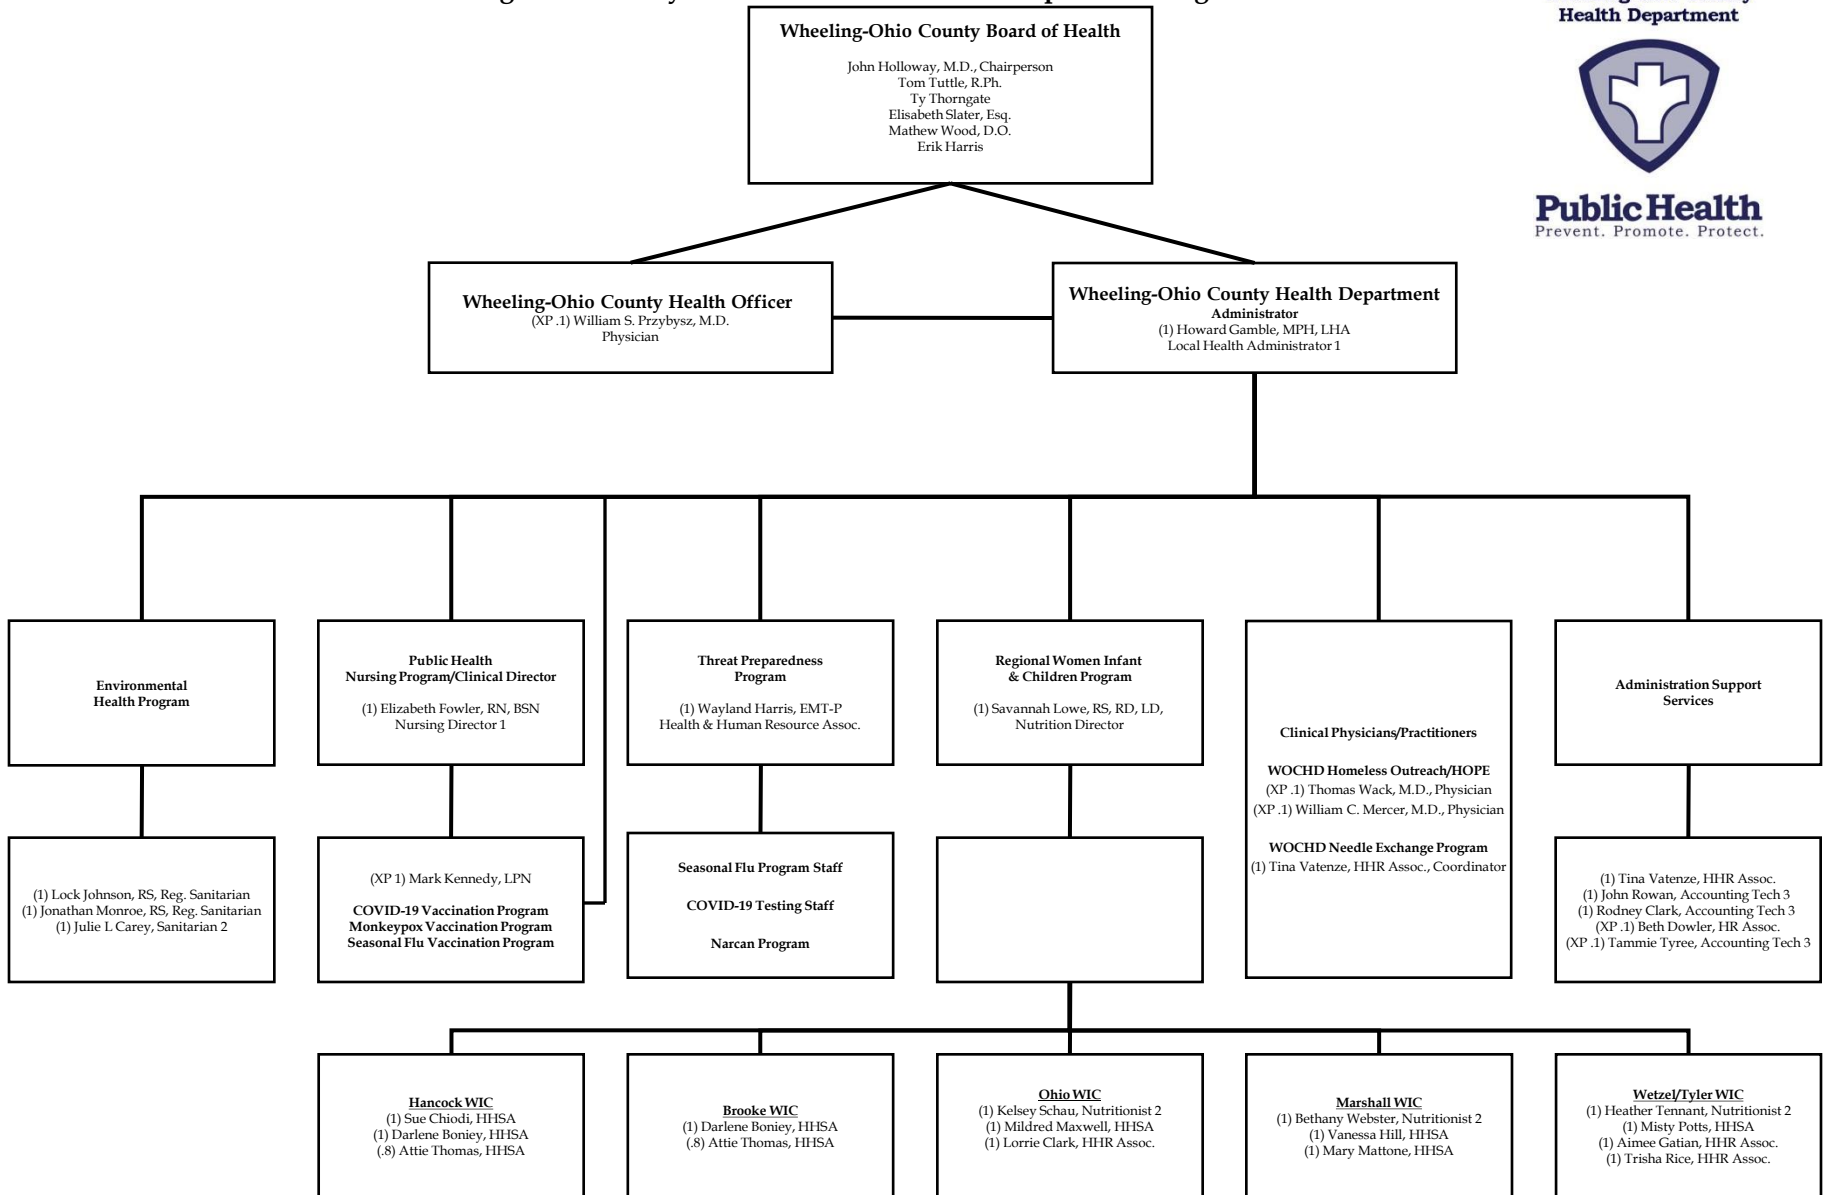 Wheeling-Ohio County Board of Health
John Holloway, M.D., Chairperson
Tom Tuttle, R.Ph.
Ty Thorngate
Elisabeth Slater, Esq.
Mathew Wood, D.O.
Erik Harris
Health Department
Public Health
Prevent. Promote. Protect.
Wheeling-Ohio County Health Officer
(XP .1) William S. Przybysz, M.D.
Physician
Wheeling-Ohio County Health Department
Administrator
(1) Howard Gamble, MPH, LHA
Local Health Administrator 1
Environmental
Health Program
Public Health
Nursing Program/Clinical Director
(1) Elizabeth Fowler, RN, BSN
Nursing Director 1
Threat Preparedness
Program
(1) Wayland Harris, EMT-P
Health & Human Resource Assoc.
Regional Women Infant
& Children Program
(1) Savannah Lowe, RS, RD, LD,
Nutrition Director
Clinical Physicians/Practitioners
WOCHD Homeless Outreach/HOPE
(XP .1) Thomas Wack, M.D., Physician
(XP .1) William C. Mercer, M.D., Physician
WOCHD Needle Exchange Program
(1) Tina Vatenze, HHR Assoc., Coordinator
Administration Support
Services
(1) Lock Johnson, RS, Reg. Sanitarian
(1) Jonathan Monroe, RS, Reg. Sanitarian
(1) Julie L Carey, Sanitarian 2
(XP 1) Mark Kennedy, LPN
COVID-19 Vaccination Program
Monkeypox Vaccination Program
Seasonal Flu Vaccination Program
Seasonal Flu Program Staff
COVID-19 Testing Staff
Narcan Program
(1) Tina Vatenze, HHR Assoc.
(1) John Rowan, Accounting Tech 3
(1) Rodney Clark, Accounting Tech 3
(XP .1) Beth Dowler, HR Assoc.
(XP .1) Tammie Tyree, Accounting Tech 3
Hancock WIC
(1) Sue Chiodi, HHSA
(1) Darlene Boniey, HHSA
(.8) Attie Thomas, HHSA
Brooke WIC
(1) Darlene Boniey, HHSA
(.8) Attie Thomas, HHSA
Ohio WIC
(1) Kelsey Schau, Nutritionist 2
(1) Mildred Maxwell, HHSA
(1) Lorrie Clark, HHR Assoc.
Marshall WIC
(1) Bethany Webster, Nutritionist 2
(1) Vanessa Hill, HHSA
(1) Mary Mattone, HHSA
Wetzel/Tyler WIC
(1) Heather Tennant, Nutritionist 2
(1) Misty Potts, HHSA
(1) Aimee Gatian, HHR Assoc.
(1) Trisha Rice, HHR Assoc.